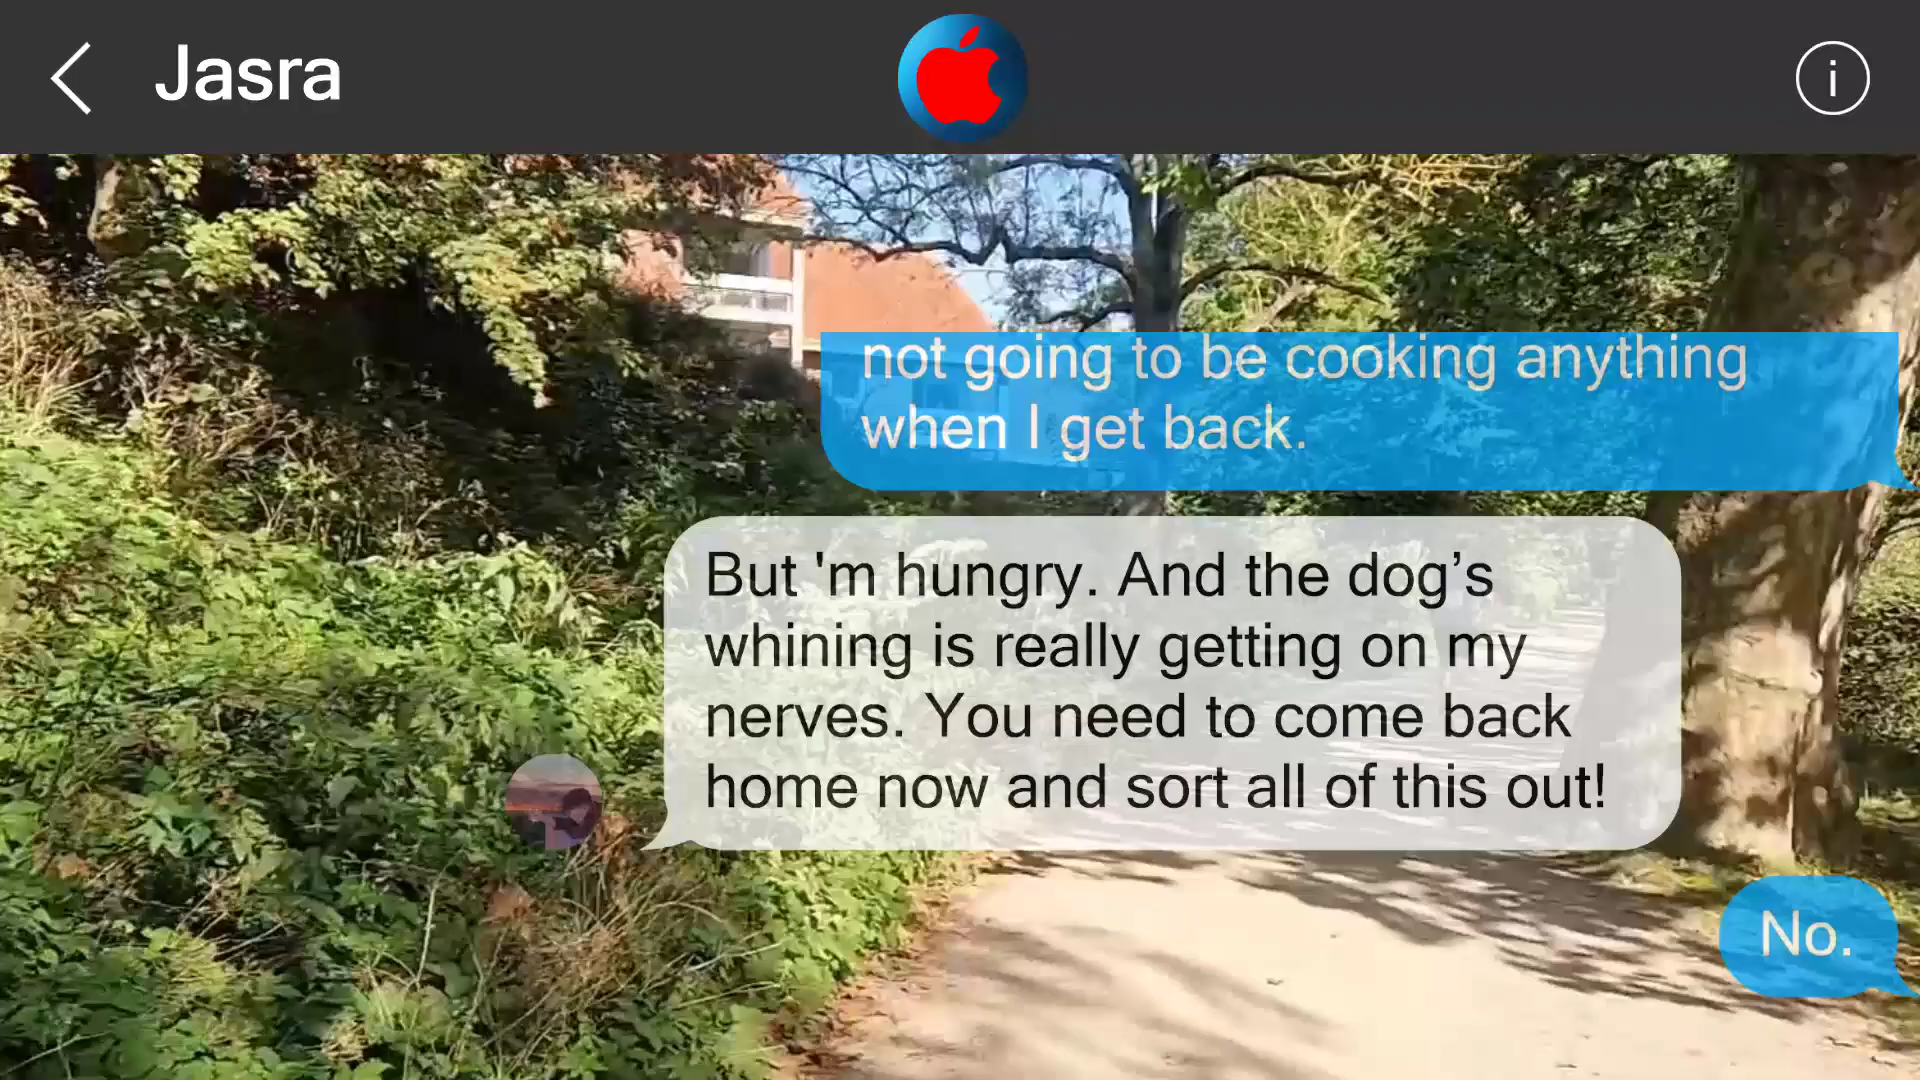 Jasra
i
not going to be cooking anything
when I get back.
But 'm hungry. And the dog’s
whining is really getting on my
nerves. You need to come back
home now and sort all of this out!
No.